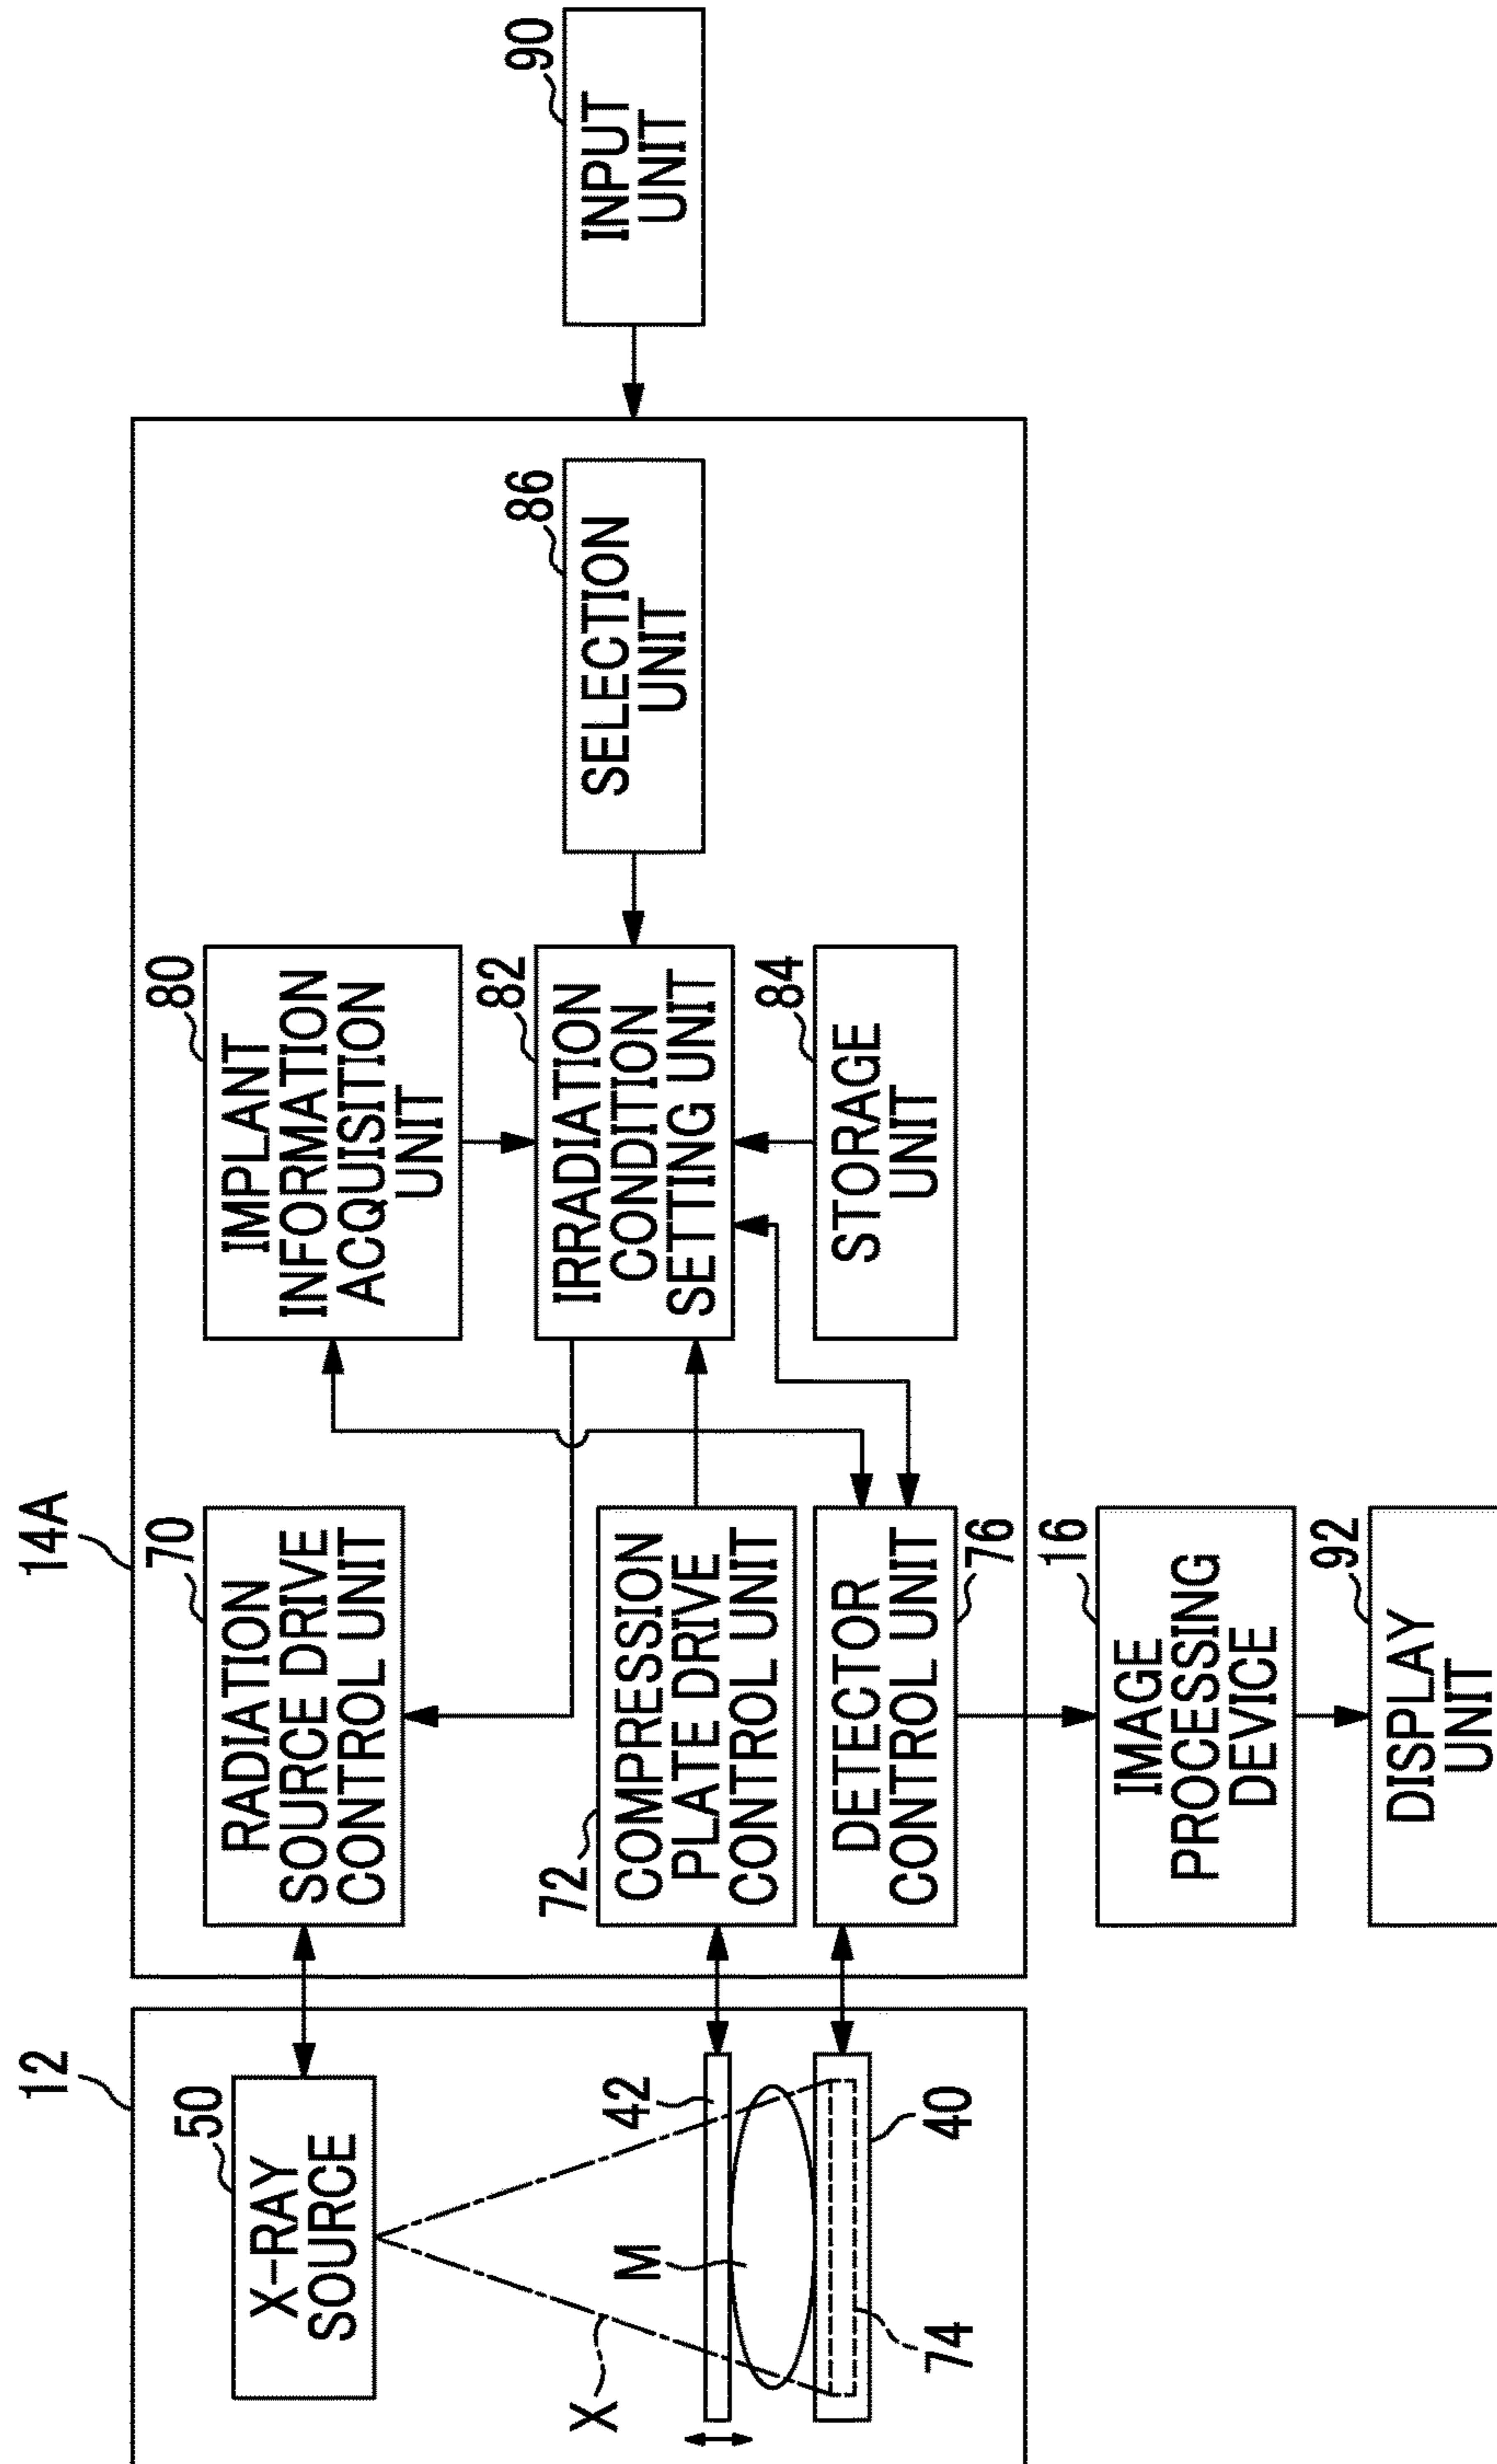 12
50
X-RAY
SOURCE
X
M
42
40
74
14A
70
RADIATION
SOURCE DRIVE
CONTROL UNIT
72
COMPRESSION
PLATE DRIVE
CONTROL UNIT
DETECTOR
CONTROL UNIT
76
80
IMPLANT
INFORMATION
ACQUISITION
UNIT
82
IRRADIATION
CONDITION
SETTING UNIT
84
STORAGE
UNIT
86
SELECTION
UNIT
90
INPUT
UNIT
16
IMAGE
PROCESSING
DEVICE
92
DISPLAY
UNIT